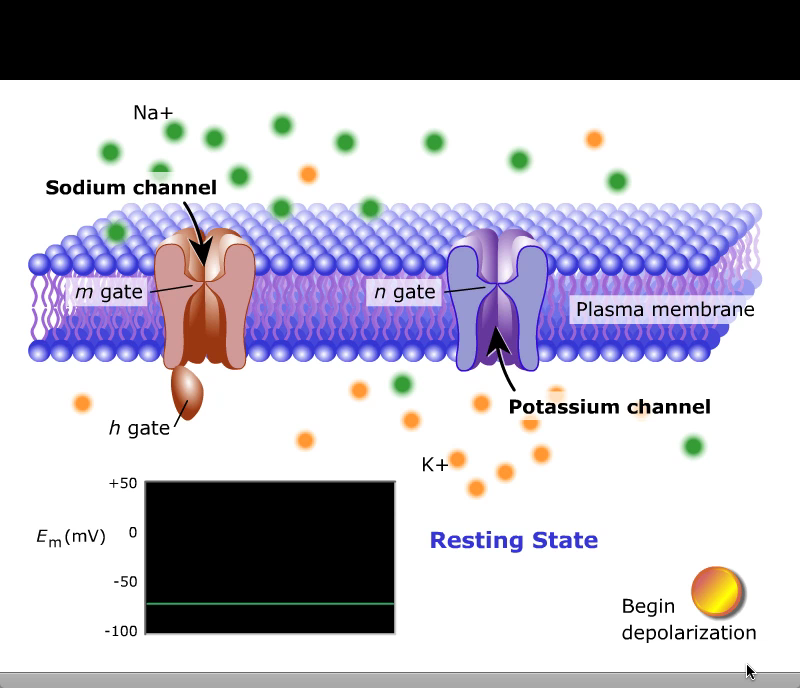 Na+
Sodium channel
m gate
n gate
Plasma membrane
Potassium channel
h gate
K+
+50
0
Em(mV)
-50
-100
Resting State
Begin
depolarization